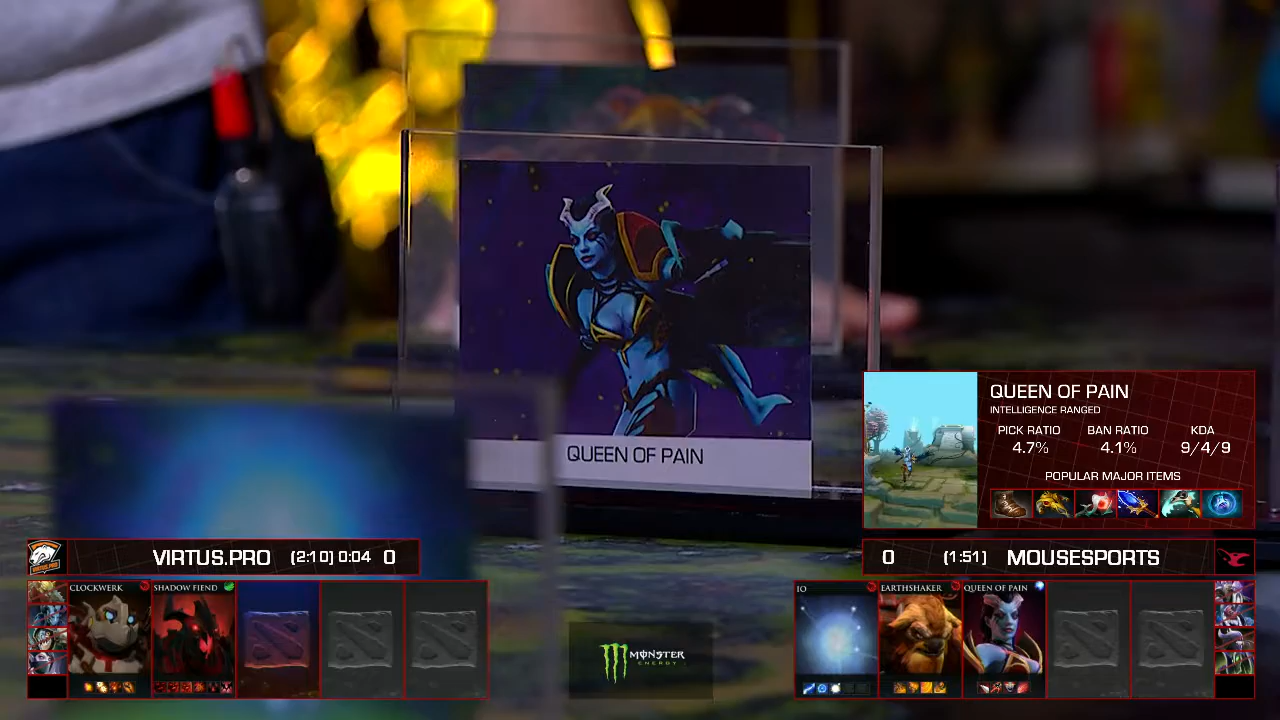 QUEEN OF PAIN
QUEEN OF PAIN
INTELLIGENCE RANGED
PICK RATIO BAN RATIO KDA
4.7% 4.1% 9/4/9
POPULAR MAJOR ITEMS
VIRTUS.PRO [2:10] 0:04 0
0 [1:51] MOUSESPORTS
CLOCKWERK SHADOW FIEND
IO EARTHSHAKER QUEEN OF PAIN
MONSTER
ENERGY